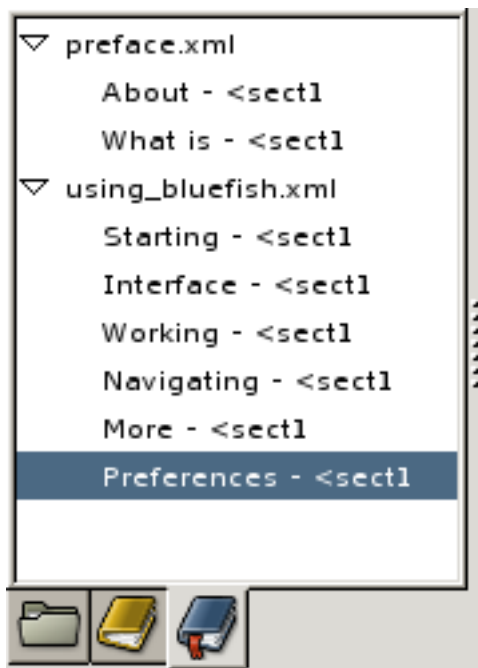 preface.xml
About - <sect1
What is - <sect1
using_bluefish.xml
Starting - <sect1
Interface - <sect1
Working - <sect1
Navigating - <sect1
More - <sect1
Preferences - <sect1